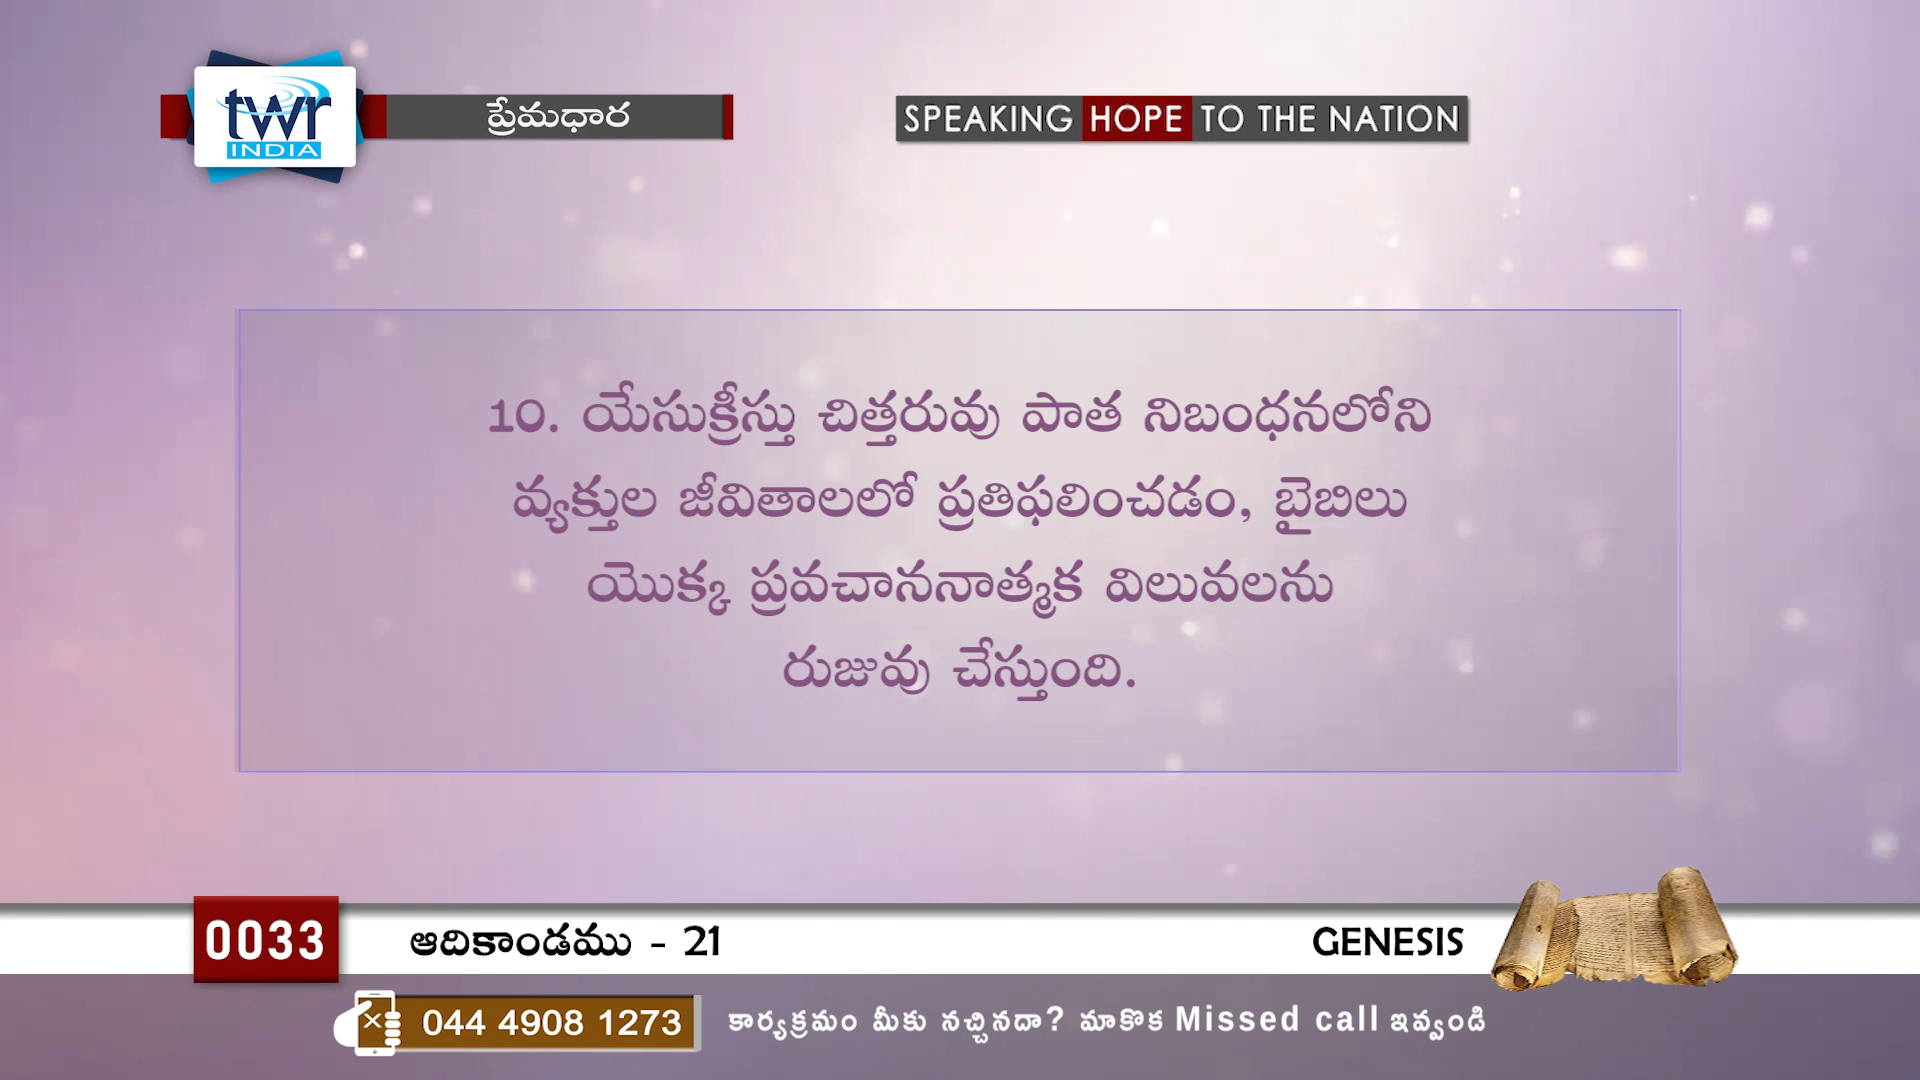 twr
INDIA
ప్రేమధార
SPEAKING HOPE TO THE NATION
10. యేసుక్రీస్తు చిత్తరువు పాత నిబంధనలోని
వ్యక్తుల జీవితాలలో ప్రతిఫలించడం, బైబిలు
యొక్క ప్రవచాననాత్మక విలువలను
రుజువు చేస్తుంది.
0033
ఆదికాండము - 21
GENESIS
044 4908 1273
కార్యక్రమం మీకు నచ్చినదా? మాకొక Missed call ఇవ్వండి